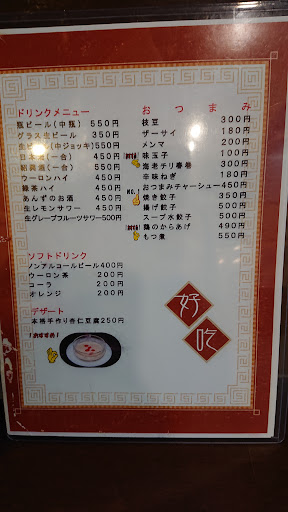 ドリンクメニュー
瓶ビール(中瓶) 550円
グラス生ビール 350円
生ビール(中ジョッキ) 550円
日本酒(一合) 450円
紹興酒(一合) 450円
ウーロンハイ 450円
緑茶ハイ 450円
あんずのお酒 450円
生レモンサワー 450円
生グレープフルーツサワー 500円
ソフトドリンク
ノンアルコールビール 400円
ウーロン茶 200円
コーラ 200円
オレンジ 200円
デザート
本格手作り杏仁豆腐 250円
おすすめ!
おつまみ
枝豆 300円
ザーサイ 180円
メンマ 200円
味玉子 100円
海老チリ春巻 300円
辛味ねぎ 180円
NO.1
おつまみチャーシュー 450円
焼き餃子 450円
揚げ餃子 500円
スープ水餃子 500円
鶏のからあげ 490円
もつ煮 550円
好
吃